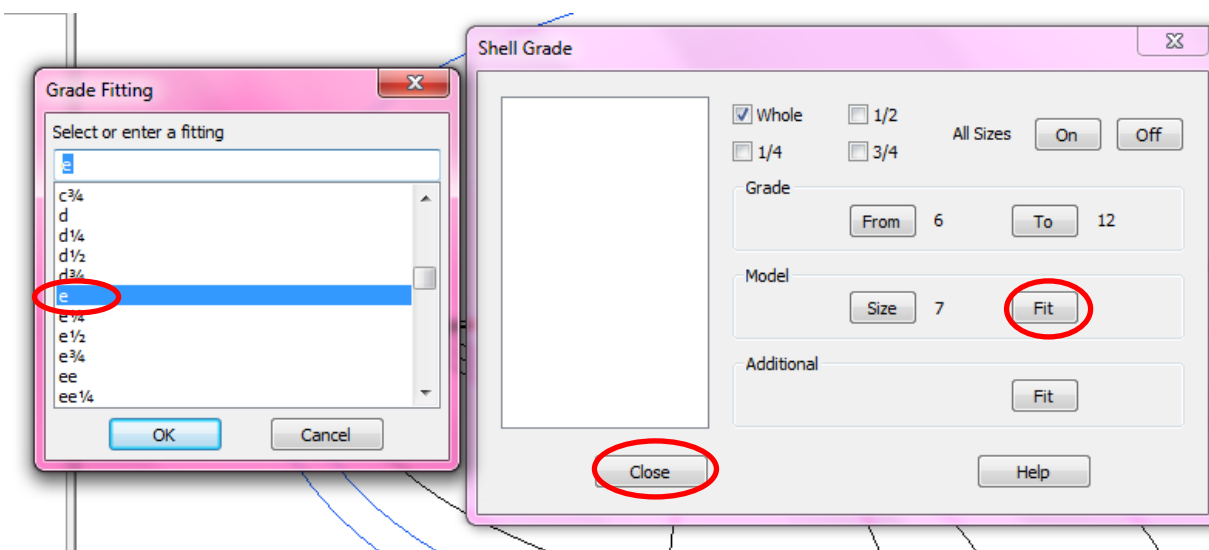 Grade Fitting
Select or enter a fitting
e
c¾
d
d¼
d½
d¾
e
e¼
e½
e¾
ee
ee¼
OK Cancel
Shell Grade
Whole 1/2
1/4 3/4
All Sizes On Off
Grade
From 6 To 12
Model
Size 7 Fit
Additional
Fit
Close Help